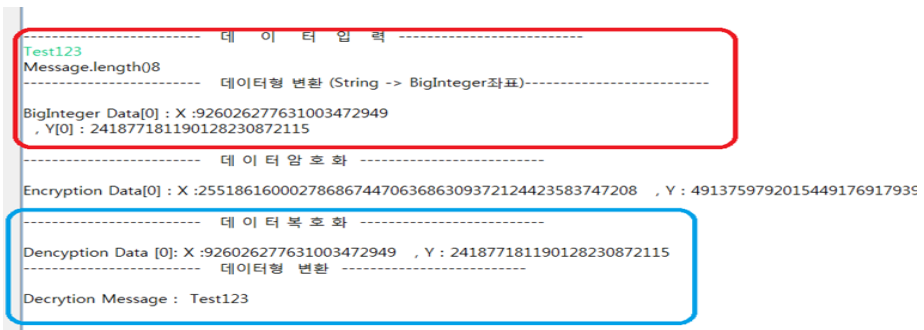 ------------------------- 데 이 터 입 력 --------------------------
Test123
Message.length()8
------------------------- 데이터형 변환 (String -> BigInteger좌표)--------------------------
BigInteger Data[0] : X :926026277631003472949
, Y[0] : 241877181190128230872115
------------------------- 데 이 터 암 호 화 --------------------------
Encryption Data[0] : X :25518616000278686744706368630937212442358374720‌8 , Y : 4913759792015449176917939
------------------------- 데 이 터 복 호 화 --------------------------
Dencyption Data [0]: X :926026277631003472949 , Y : 241877181190128230872115
------------------------- 데이터형 변환 --------------------------
Decrytion Message : Test123